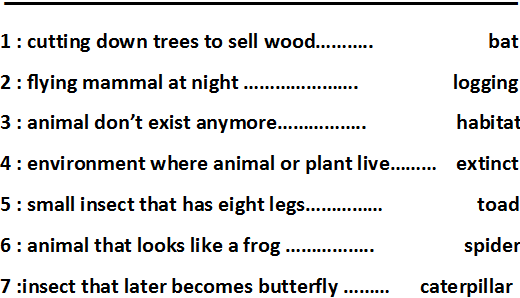 1 : cutting down trees to sell wood........... bat
2 : flying mammal at night ...................... logging
3 : animal don’t exist anymore................. habitat
4 : environment where animal or plant live......... extinct
5 : small insect that has eight legs............... toad
6 : animal that looks like a frog ................. spider
7 :insect that later becomes butterfly ......... caterpillar